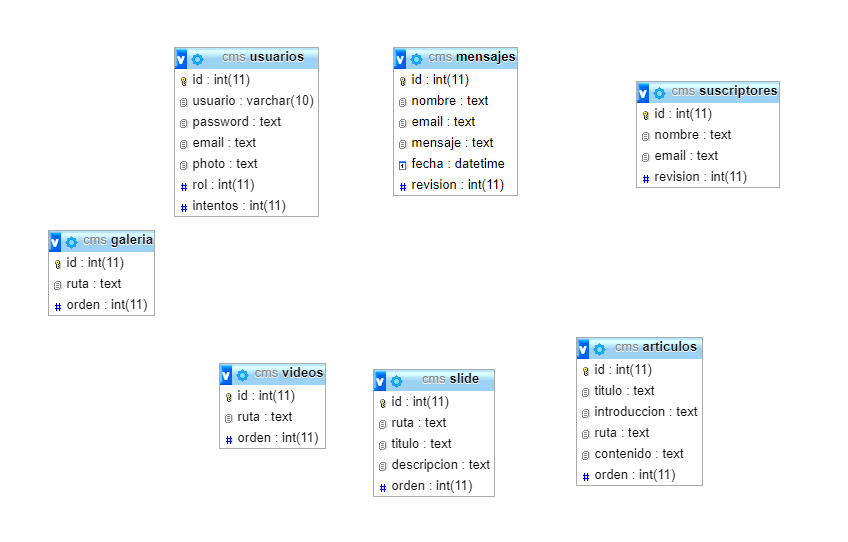 cms usuarios
id : int(11)
usuario : varchar(10)
password : text
email : text
photo : text
rol : int(11)
intentos : int(11)
cms mensajes
id : int(11)
nombre : text
email : text
mensaje : text
fecha : datetime
revision : int(11)
cms suscriptores
id : int(11)
nombre : text
email : text
revision : int(11)
cms galeria
id : int(11)
ruta : text
orden : int(11)
cms videos
id : int(11)
ruta : text
orden : int(11)
cms slide
id : int(11)
ruta : text
titulo : text
descripcion : text
orden : int(11)
cms articulos
id : int(11)
titulo : text
introduccion : text
ruta : text
contenido : text
orden : int(11)